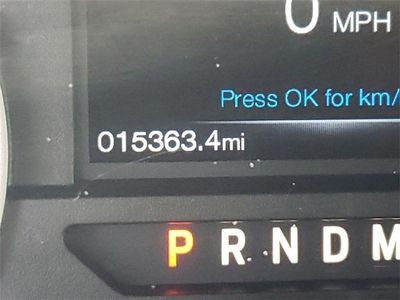 0 MPH
Press OK for km/
015363.4mi
P R N D M